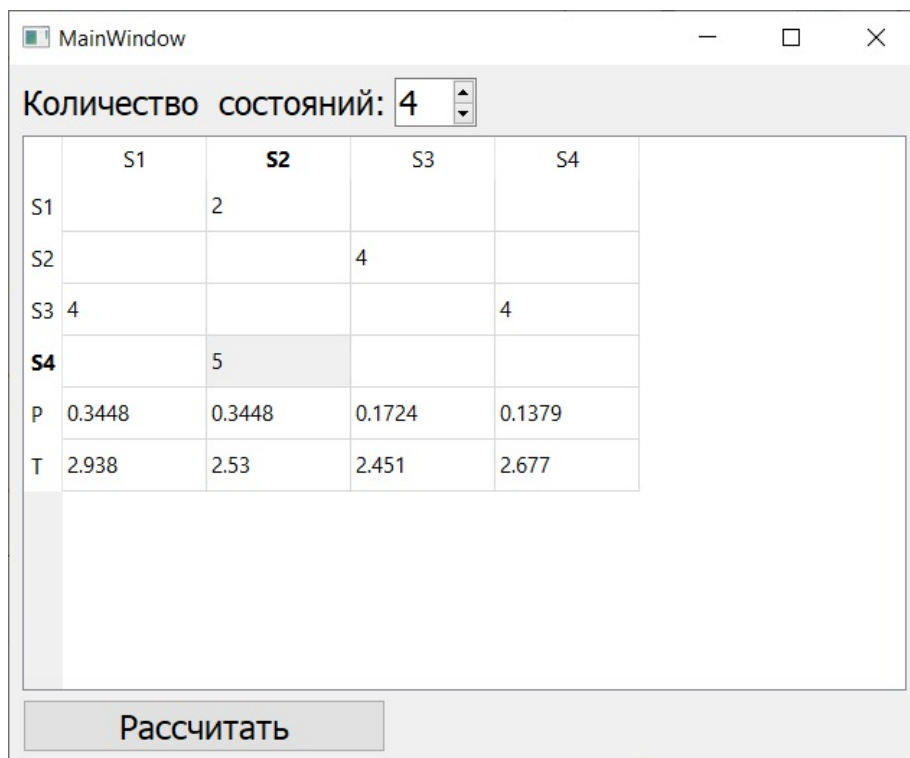 MainWindow
Количество состояний: 4
S1 S2 S3 S4
S1 2
S2 4
S3 4 4
S4 5
P 0.3448 0.3448 0.1724 0.1379
T 2.938 2.53 2.451 2.677
Рассчитать